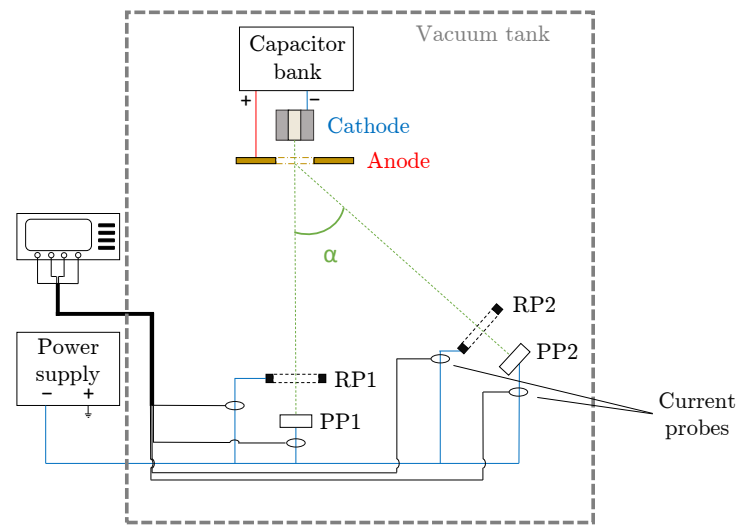 Vacuum tank
Capacitor
bank
+
−
Cathode
Anode
α
RP2
PP2
Power
supply
−
+
RP1
PP1
Current
probes